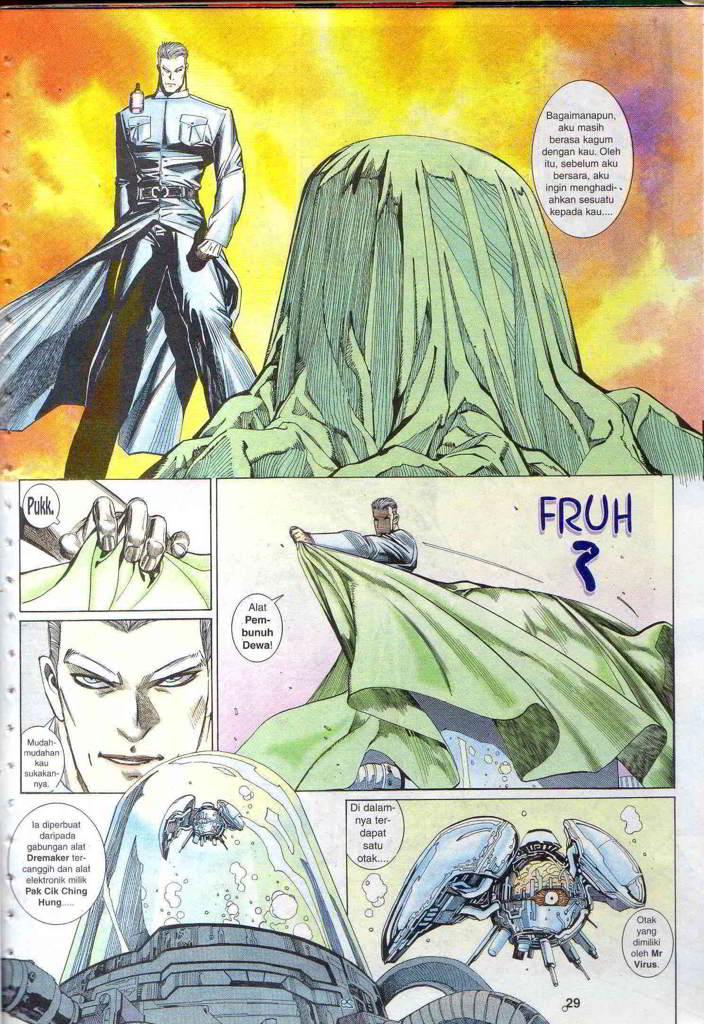 Bagaimanapun,
aku masih
berasa kagum
dengan kau. Oleh
itu, sebelum aku
bersara, aku
ingin menghadi-
ahkan sesuatu
kepada kau....
Pukk.
FRUH
Alat
Pem-
bunuh
Dewa!
Mudah-
mudahan
kau
sukakan-
nya.
Ia diperbuat
daripada
gabungan alat
Dremaker ter-
canggih dan alat
elektronik milik
Pak Cik Ching
Hung.....
Di dalam-
nya ter-
dapat
satu
otak....
Otak
yang
dimiliki
oleh Mr
Virus.
29